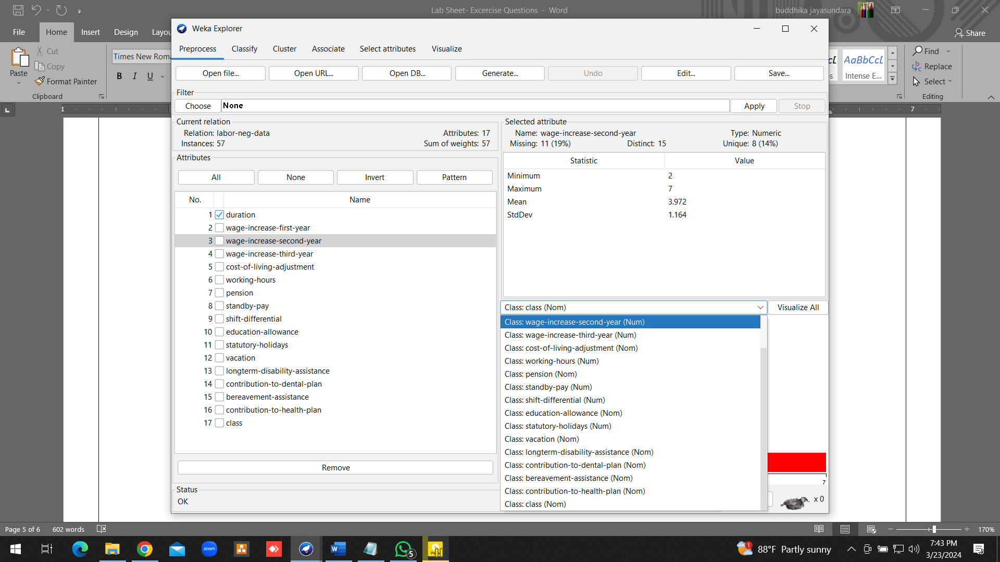 Lab Sheet- Excercise Questions - Word
buddhika jayasundara
File Home Insert Design Layou
Share
Paste
Cut
Copy
Format Painter
Clipboard
Times New Roma
B I U
Intense E...
AaBbCcL
Find
Replace
Select
Editing
1
7
Weka Explorer
Preprocess Classify Cluster Associate Select attributes Visualize
Open file... Open URL... Open DB... Generate... Undo Edit... Save...
Filter
Choose None Apply Stop
Current relation
Relation: labor-neg-data Attributes: 17
Instances: 57 Sum of weights: 57
Attributes
All None Invert Pattern
No. Name
1 duration
2 wage-increase-first-year
3 wage-increase-second-year
4 wage-increase-third-year
5 cost-of-living-adjustment
6 working-hours
7 pension
8 standby-pay
9 shift-differential
10 education-allowance
11 statutory-holidays
12 vacation
13 longterm-disability-assistance
14 contribution-to-dental-plan
15 bereavement-assistance
16 contribution-to-health-plan
17 class
Remove
Status
OK
Selected attribute
Name: wage-increase-second-year Type: Numeric
Missing: 11 (19%) Distinct: 15 Unique: 8 (14%)
Statistic Value
Minimum 2
Maximum 7
Mean 3.972
StdDev 1.164
Class: class (Nom) Visualize All
Class: wage-increase-second-year (Num)
Class: wage-increase-third-year (Num)
Class: cost-of-living-adjustment (Nom)
Class: working-hours (Num)
Class: pension (Nom)
Class: standby-pay (Num)
Class: shift-differential (Num)
Class: education-allowance (Nom)
Class: statutory-holidays (Num)
Class: vacation (Nom)
Class: longterm-disability-assistance (Nom)
Class: contribution-to-dental-plan (Nom)
Class: bereavement-assistance (Nom)
Class: contribution-to-health-plan (Nom)
Class: class (Nom)
7
x 0
Page 5 of 6 602 words
170%
zoom
5
1
88°F Partly sunny
7:43 PM
3/23/2024